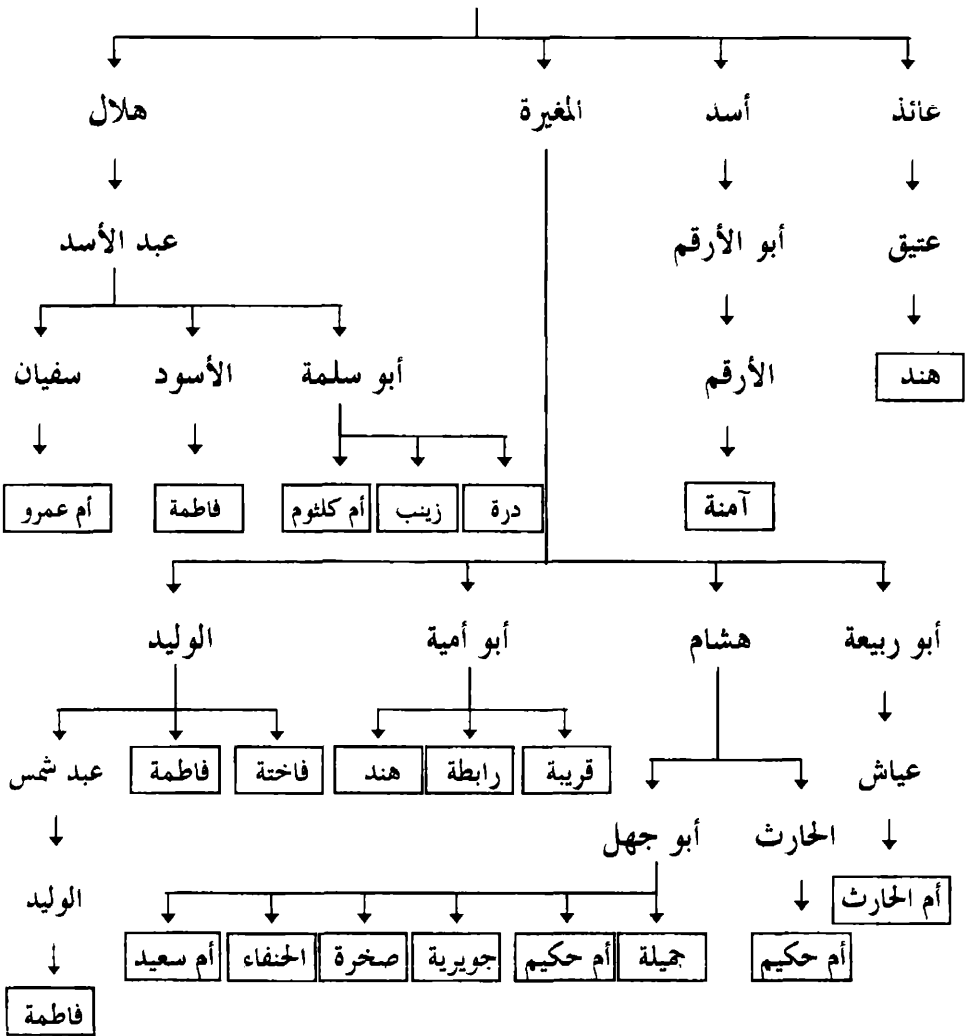 عائذ أسد المغيرة هلال
عتيق أبو الأرقم عبد الأسد
هند الأرقم أبو سلمة الأسود سفيان
آمنة درة زينب أم كلثوم فاطمة أم عمرو
أبو ربيعة هشام أبو أمية الوليد
عياش قريبة رابطة هند فاختة فاطمة عبد شمس
الحارث أبو جهل
أم الحارث الوليد
أم حكيم جميلة أم حكيم جويرية صخرة الحنفاء أم سعيد
فاطمة